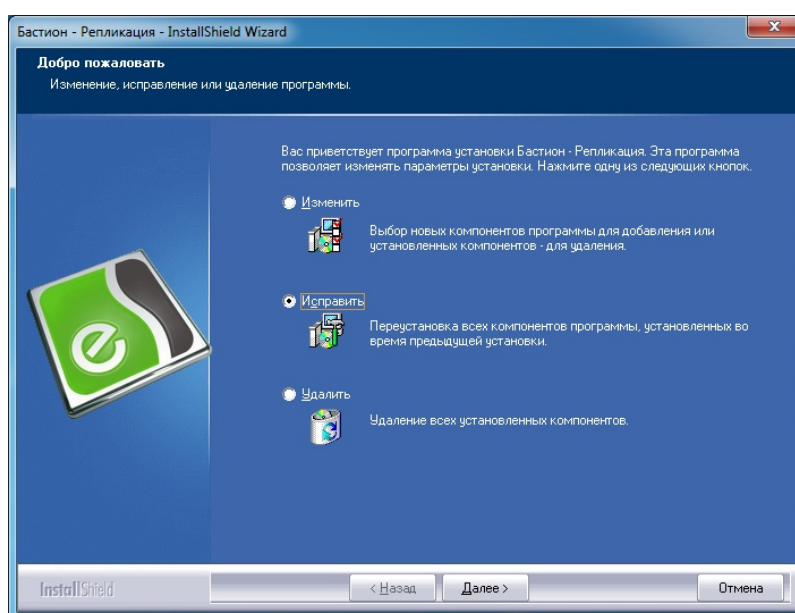 Бастион - Репликация - InstallShield Wizard
Добро пожаловать
Изменение, исправление или удаление программы.
Вас приветствует программа установки Бастион - Репликация. Эта программа
позволяет изменять параметры установки. Нажмите одну из следующих кнопок.
Изменить
Выбор новых компонентов программы для добавления или
установленных компонентов - для удаления.
Исправить
Переустановка всех компонентов программы, установленных во
время предыдущей установки.
Удалить
Удаление всех установленных компонентов.
InstallShield
< Назад
Далее >
Отмена